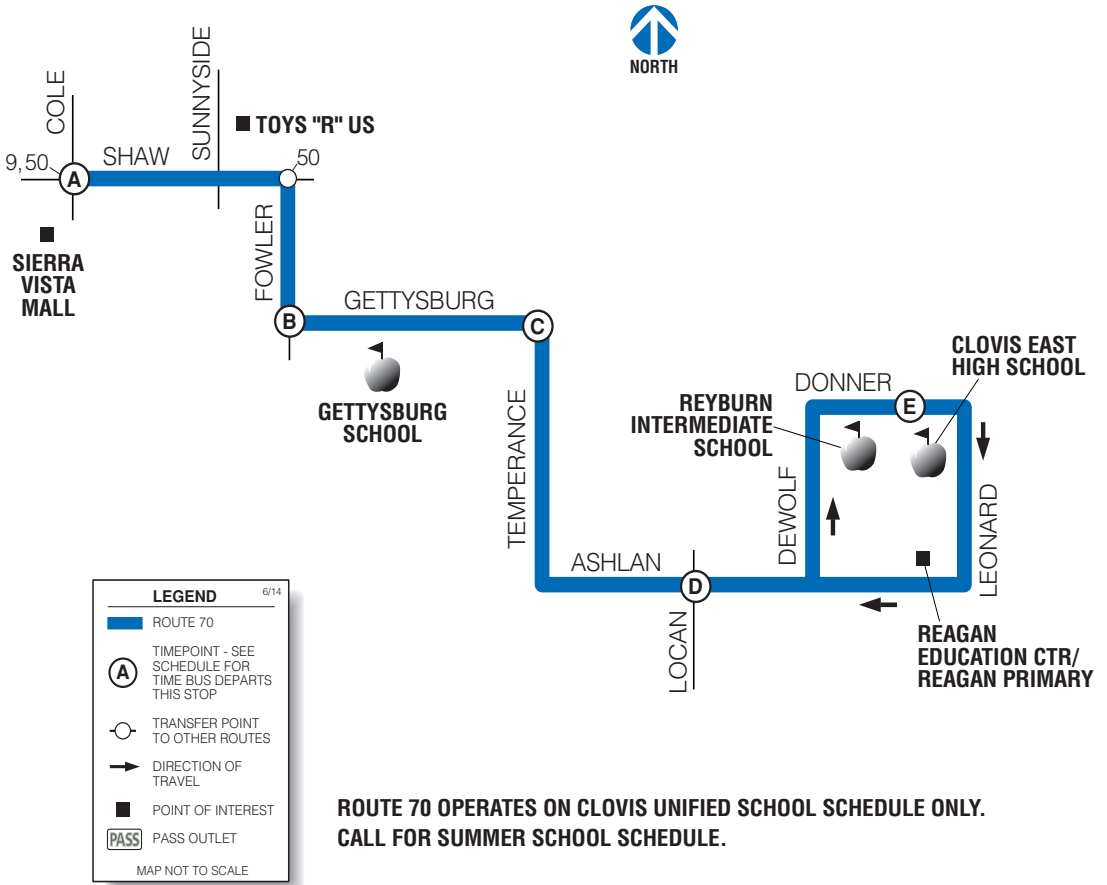 NORTH
COLE
SUNNYSIDE
TOYS "R" US
9, 50
A
SHAW
50
SIERRA
VISTA
MALL
FOWLER
B
GETTYSBURG
C
GETTYSBURG
SCHOOL
TEMPERANCE
CLOVIS EAST
HIGH SCHOOL
DONNER
E
REYBURN
INTERMEDIATE
SCHOOL
DEWOLF
LEONARD
ASHLAN
D
LOCAN
REAGAN
EDUCATION CTR/
REAGAN PRIMARY
LEGEND
6/14
ROUTE 70
A
TIMEPOINT - SEE
SCHEDULE FOR
TIME BUS DEPARTS
THIS STOP
TRANSFER POINT
TO OTHER ROUTES
DIRECTION OF
TRAVEL
POINT OF INTEREST
PASS
PASS OUTLET
MAP NOT TO SCALE
ROUTE 70 OPERATES ON CLOVIS UNIFIED SCHOOL SCHEDULE ONLY.
CALL FOR SUMMER SCHOOL SCHEDULE.